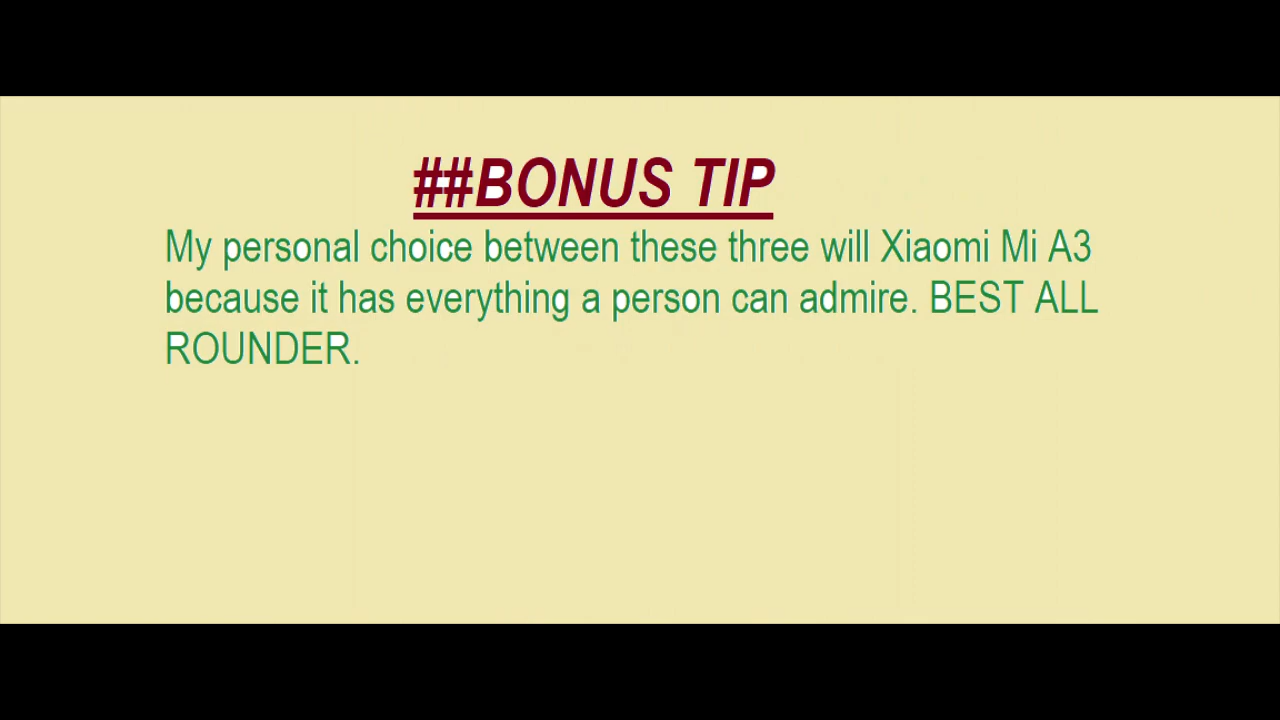 ##BONUS TIP
My personal choice between these three will Xiaomi Mi A3
because it has everything a person can admire. BEST ALL
ROUNDER.